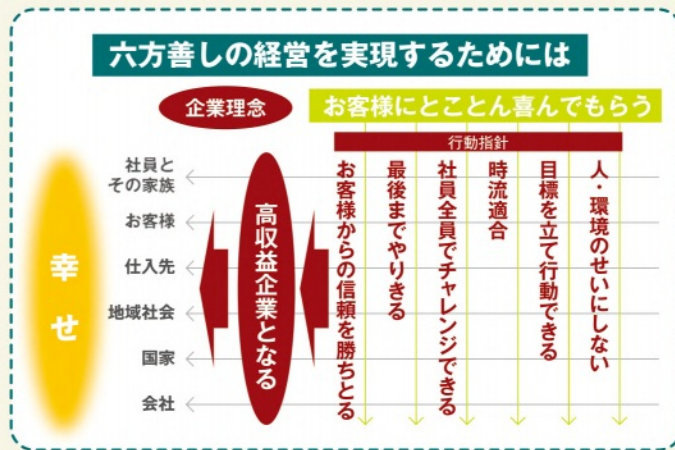 六方善しの経営を実現するためには
企業理念
お客様にとことん喜んでもらう
行動指針
人・環境のせいにしない
目標を立て行動できる
時流適合
社員全員でチャレンジできる
最後までやりきる
お客様からの信頼を勝ちとる
高収益企業となる
社員と
その家族
お客様
仕入先
地域社会
国家
会社
幸せ